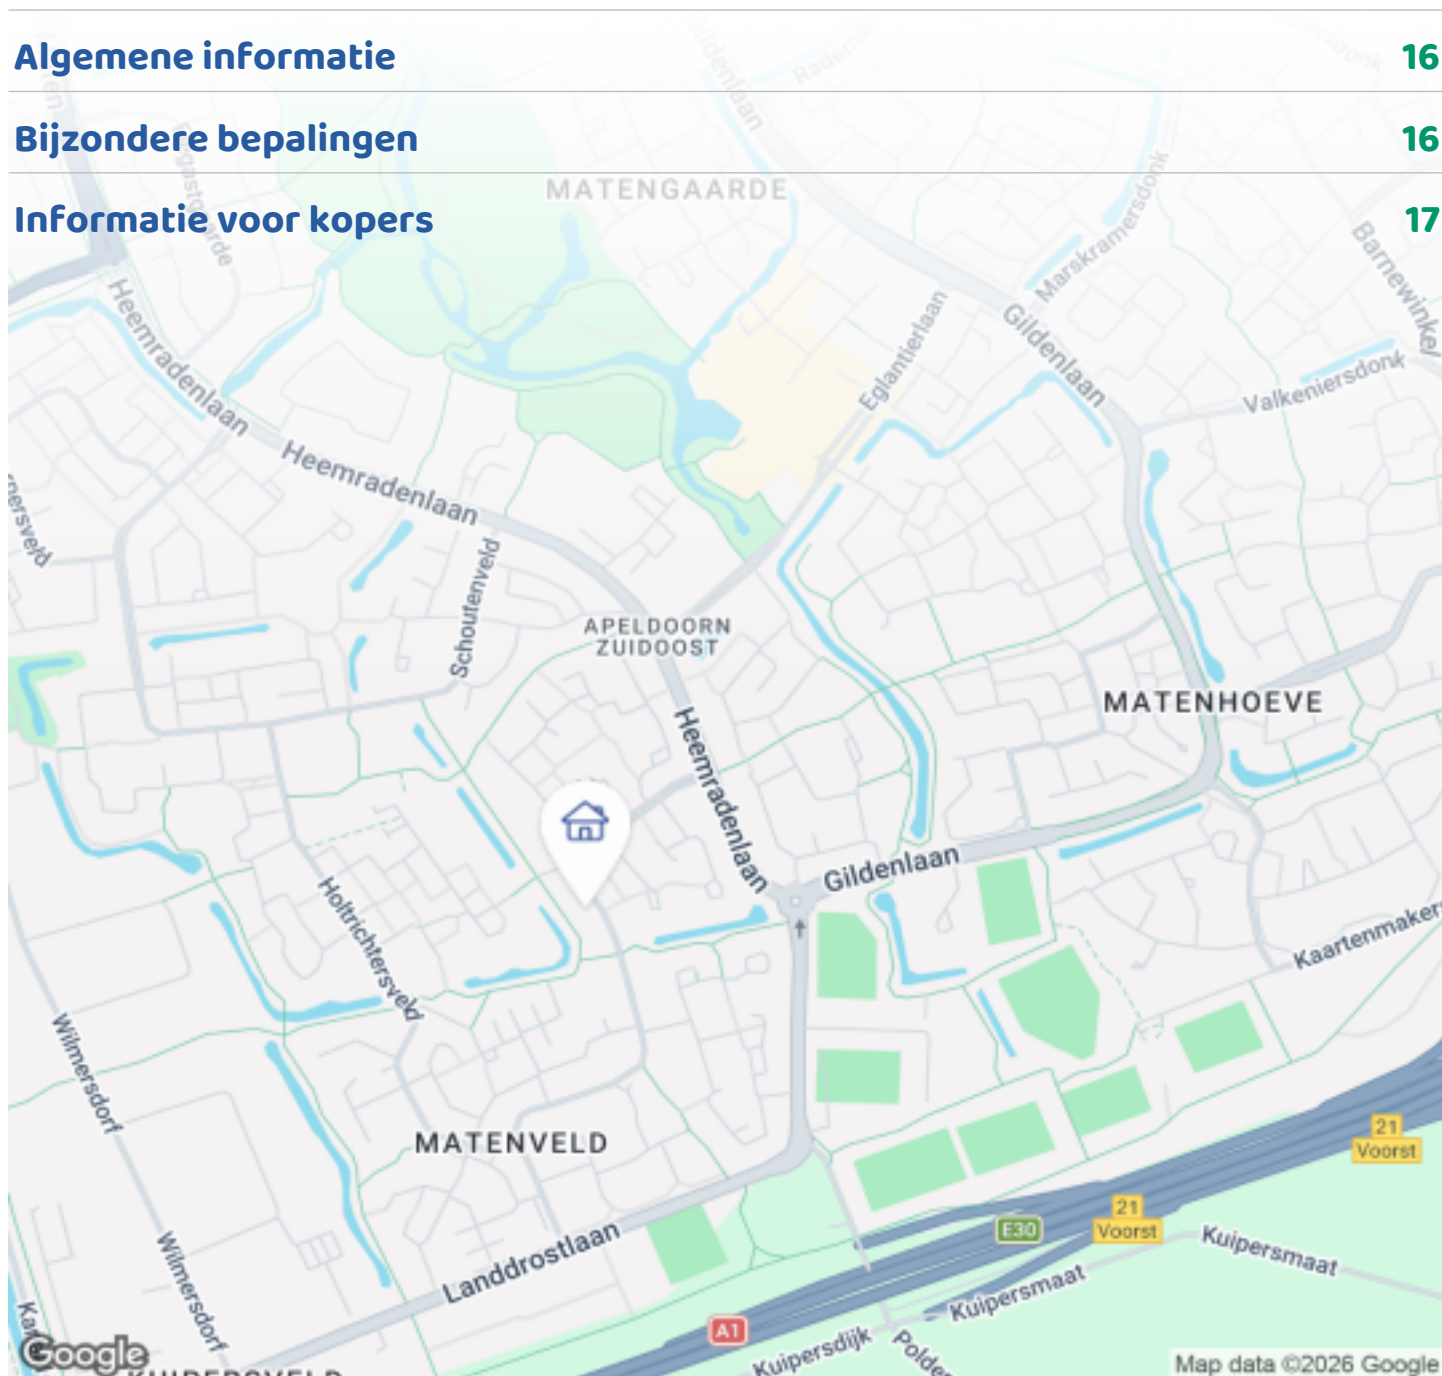 Algemene informatie 16
Bijzondere bepalingen 16
Informatie voor kopers 17
Gildenlaan
MATENGAARDE
Marskramersdonk
Barnewinkel
Heemradenlaan
Eglantierlaan
Gildenlaan
Valkeniersdonk
Heemradenlaan
Schoutenveld
APELDOORN
ZUIDOOST
MATENHOEVE
Heemradenlaan
Gildenlaan
Holtrichtersveld
Kaartenmakers
Wilmersdorf
MATENVELD
21
Voorst
21
Voorst
E30
Kuipersmaat
Landdrostlaan
Wilmersdorf
Kuipersmaat
A1
Kuipersdijk
Google
Map data ©2026 Google